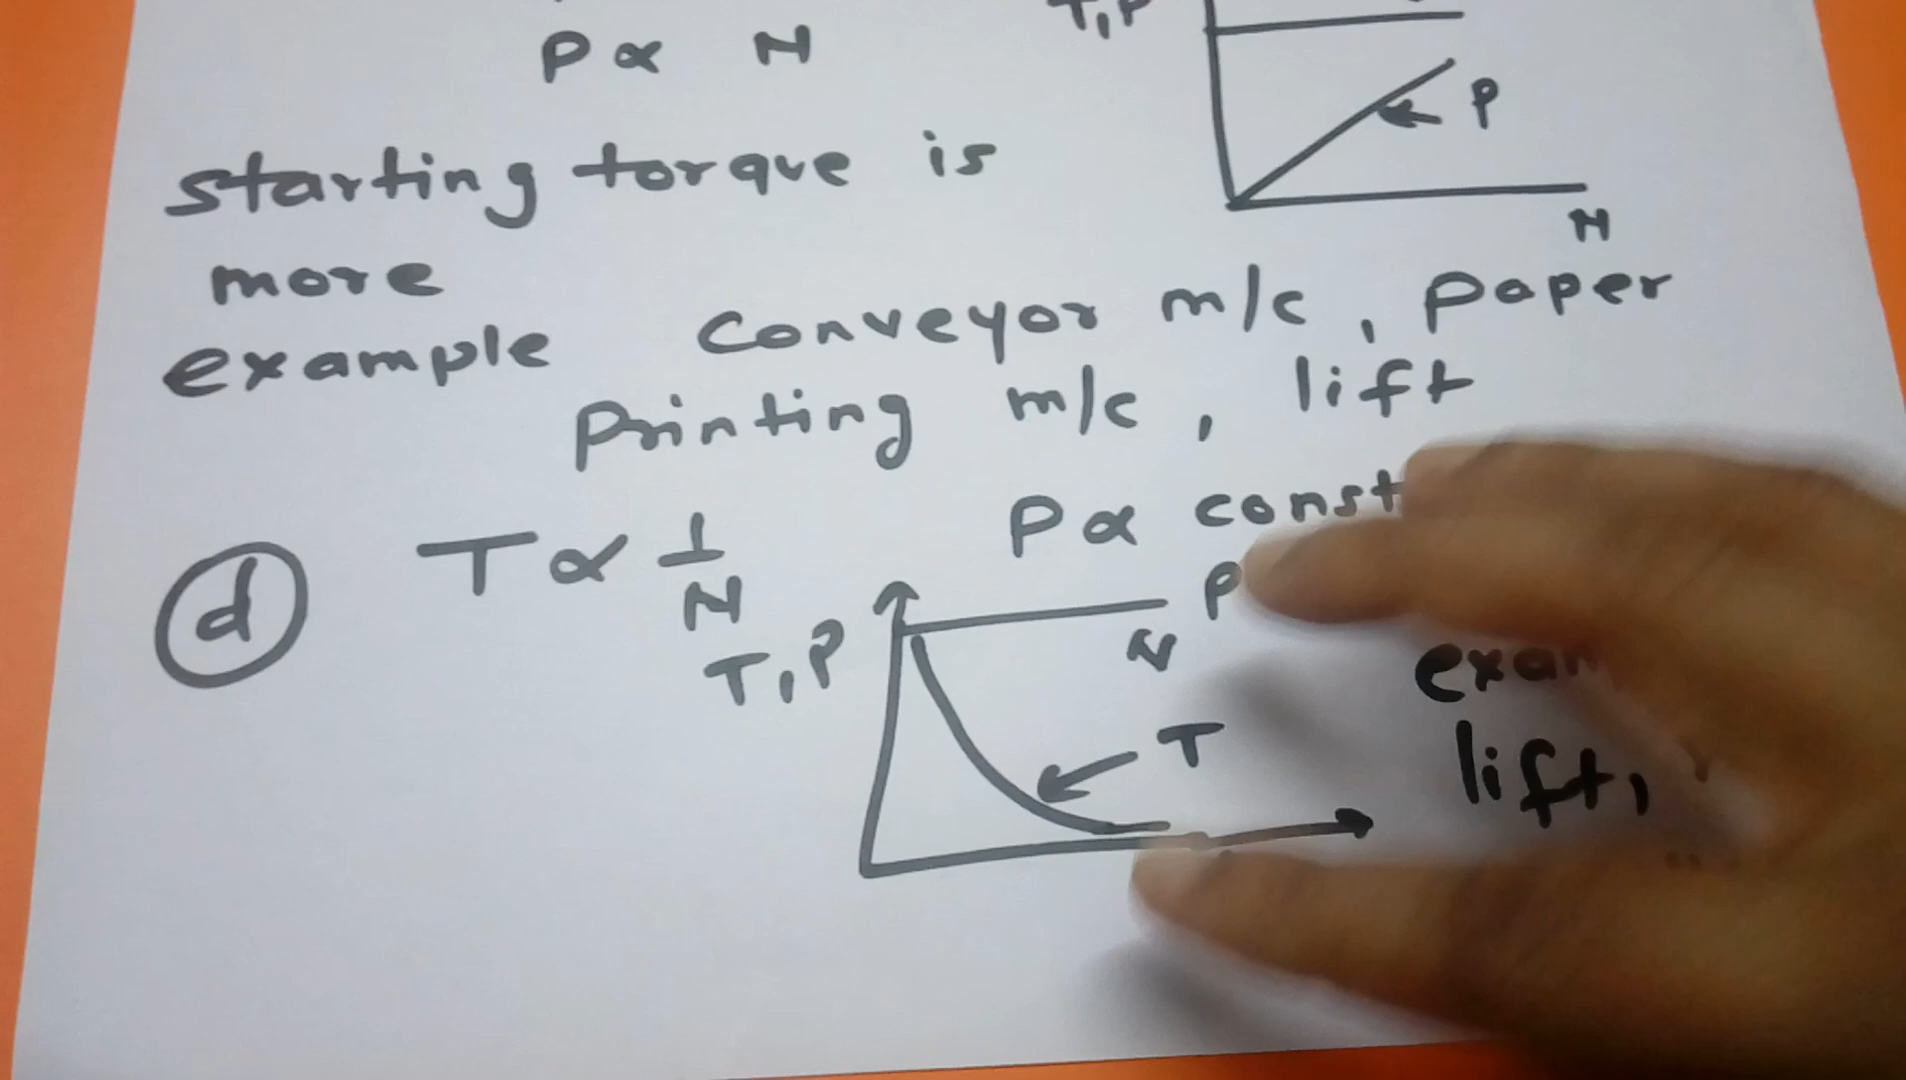 P ∝ N
T,P
P
N
starting torque is
more
example conveyor m/c, paper
printing m/c, lift
(d) T ∝ 1/N P ∝ const
T,P
P
N
T
lift,